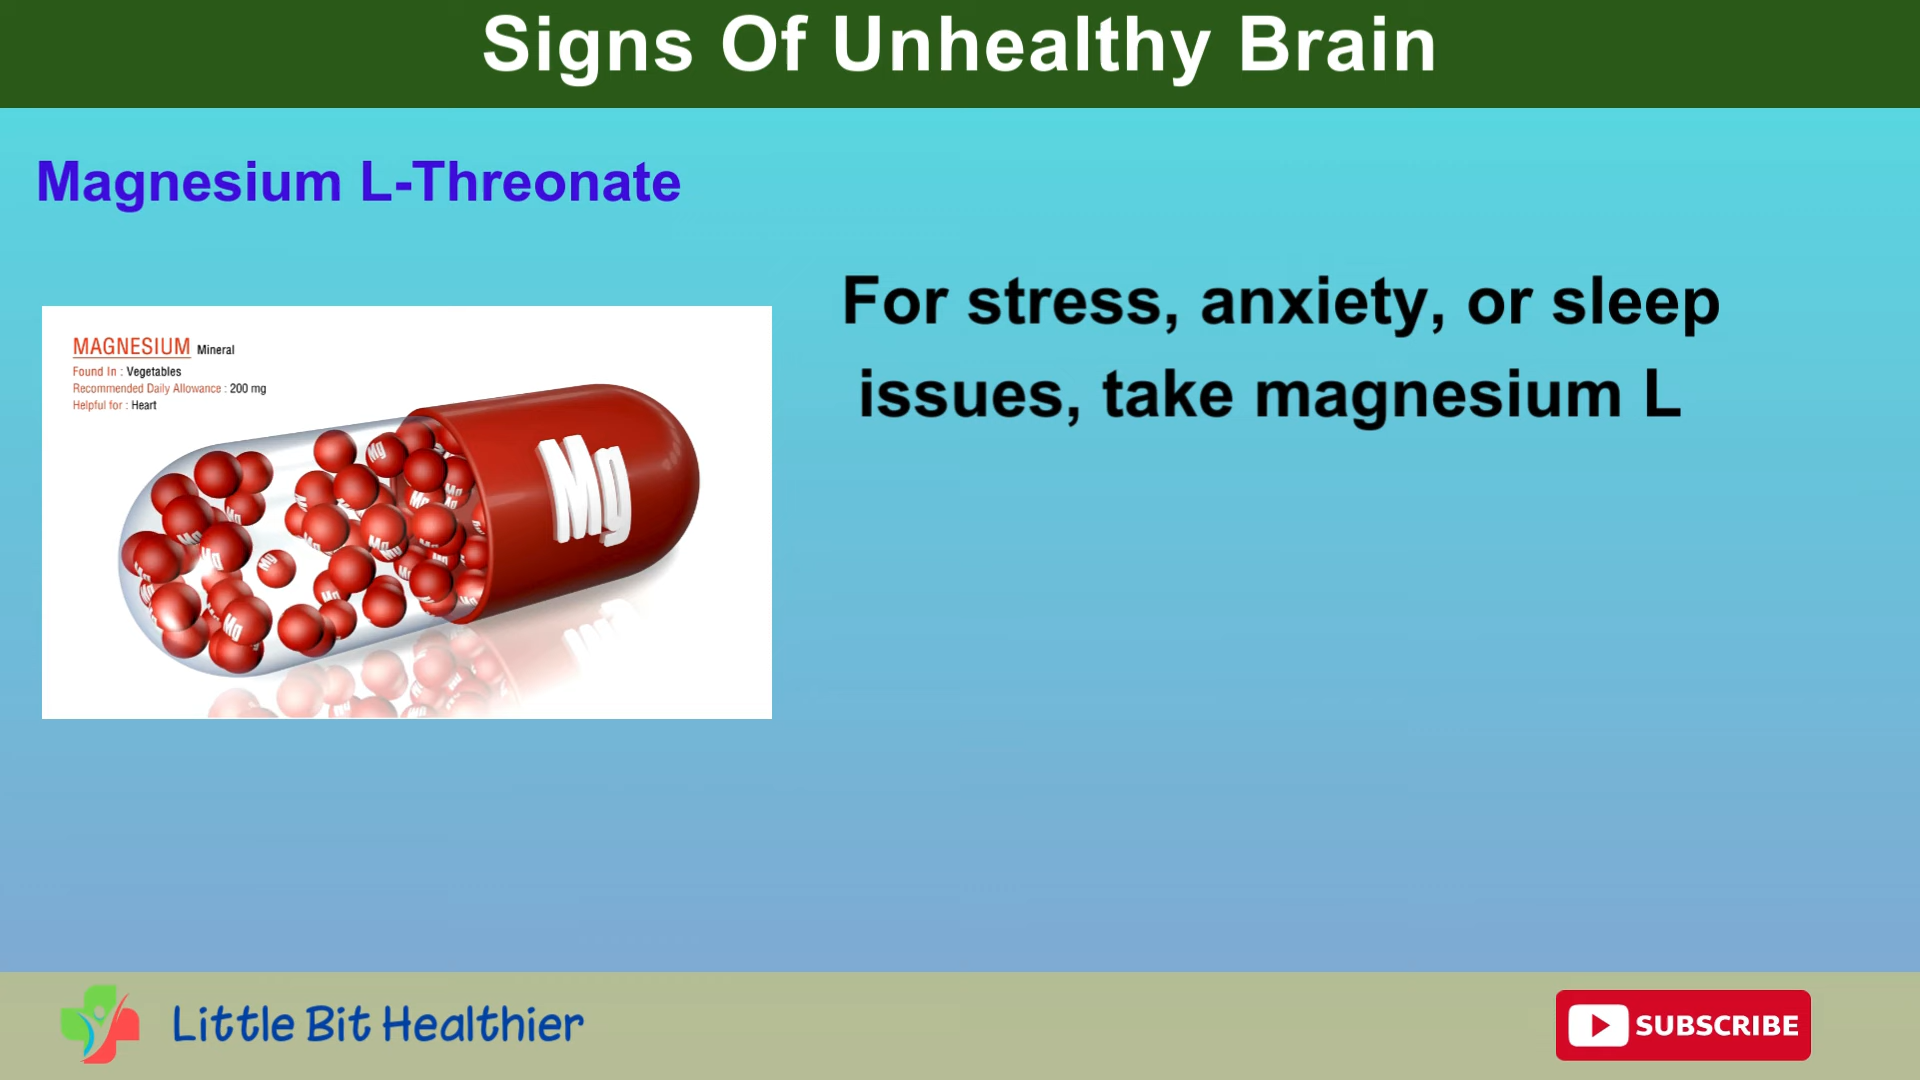 Signs Of Unhealthy Brain
Magnesium L-Threonate
For stress, anxiety, or sleep
issues, take magnesium L
MAGNESIUM Mineral
Found In : Vegetables
Recommended Daily Allowance : 200 mg
Helpful for : Heart
Mg
Little Bit Healthier
SUBSCRIBE